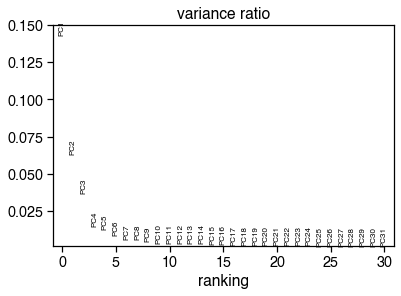 variance ratio
0.150
0.125
0.100
0.075
0.050
0.025
PC1
PC2
PC3
PC4
PC5
PC6
PC7
PC8
PC9
PC10
PC11
PC12
PC13
PC14
PC15
PC16
PC17
PC18
PC19
PC20
PC21
PC22
PC23
PC24
PC25
PC26
PC27
PC28
PC29
PC30
PC31
0 5 10 15 20 25 30
ranking